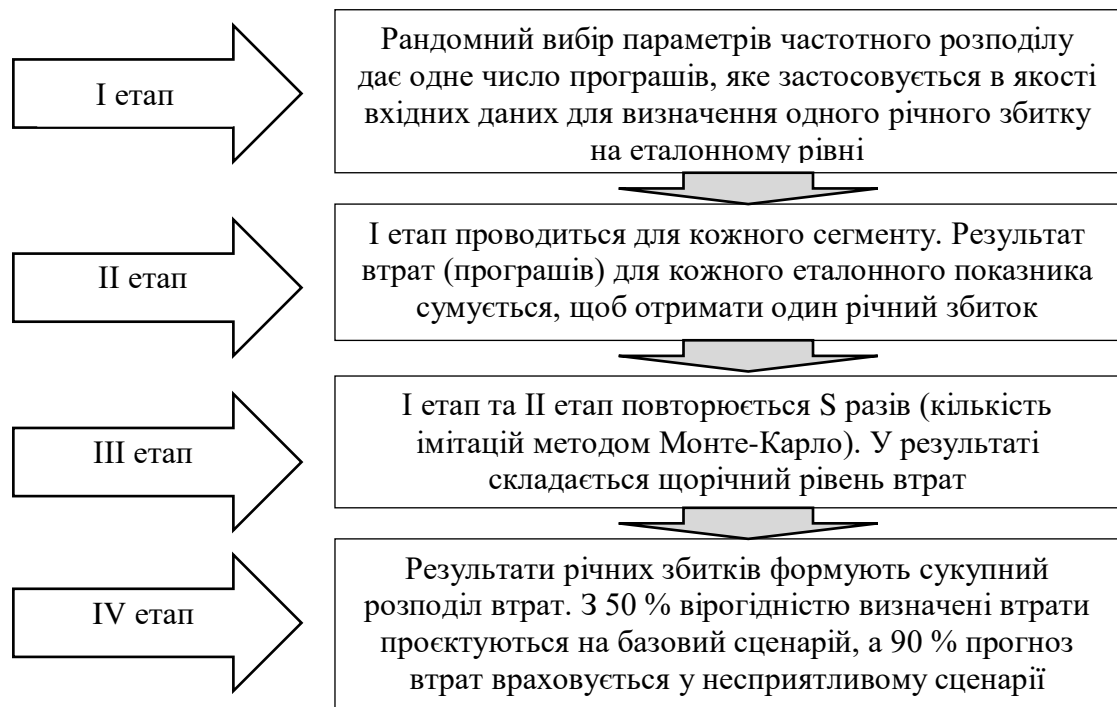 I етап
Рандомний вибір параметрів частотного розподілу
дає одне число програшів, яке застосовується в якості
вхідних даних для визначення одного річного збитку
на еталонному рівні
II етап
I етап проводиться для кожного сегменту. Результат
втрат (програшів) для кожного еталонного показника
сумується, щоб отримати один річний збиток
III етап
I етап та II етап повторюється S разів (кількість
імітацій методом Монте-Карло). У результаті
складається щорічний рівень втрат
IV етап
Результати річних збитків формують сукупний
розподіл втрат. З 50 % вірогідністю визначені втрати
проєктуються на базовий сценарій, а 90 % прогноз
втрат враховується у несприятливому сценарії